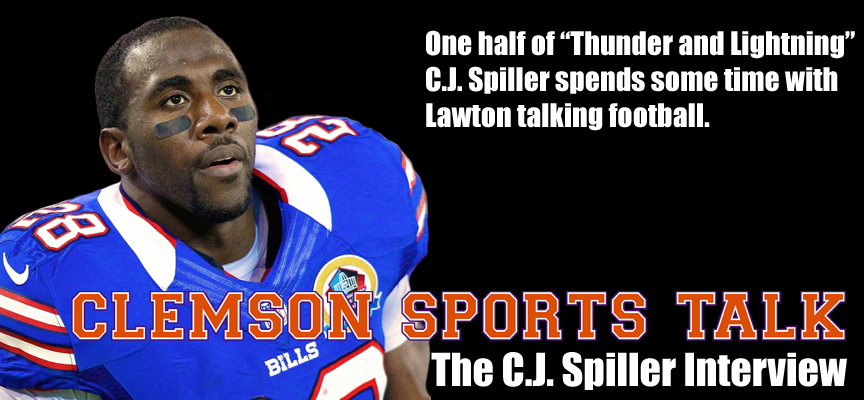 One half of “Thunder and Lightning”
C.J. Spiller spends some time with
Lawton talking football.
28
28
CLEMSON SPORTS TALK
BILLS
The C.J. Spiller Interview